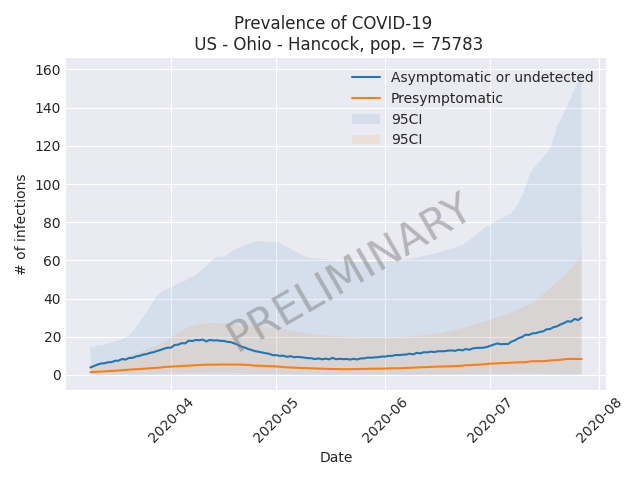 Prevalence of COVID-19
US - Ohio - Hancock, pop. = 75783
# of infections
160
140
120
100
80
60
40
20
0
Asymptomatic or undetected
Presymptomatic
95CI
95CI
PRELIMINARY
2020-04
2020-05
2020-06
2020-07
2020-08
Date